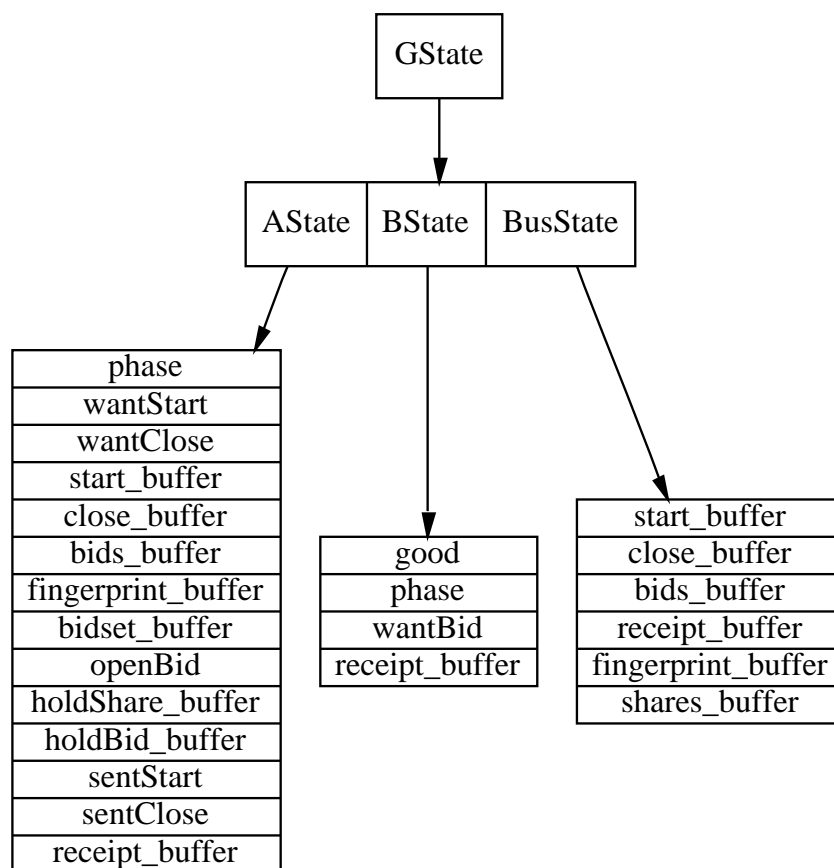 GState
AState BState BusState
phase
wantStart
wantClose
start_buffer
close_buffer
bids_buffer
fingerprint_buffer
bidset_buffer
openBid
holdShare_buffer
holdBid_buffer
sentStart
sentClose
receipt_buffer
good
phase
wantBid
receipt_buffer
start_buffer
close_buffer
bids_buffer
receipt_buffer
fingerprint_buffer
shares_buffer